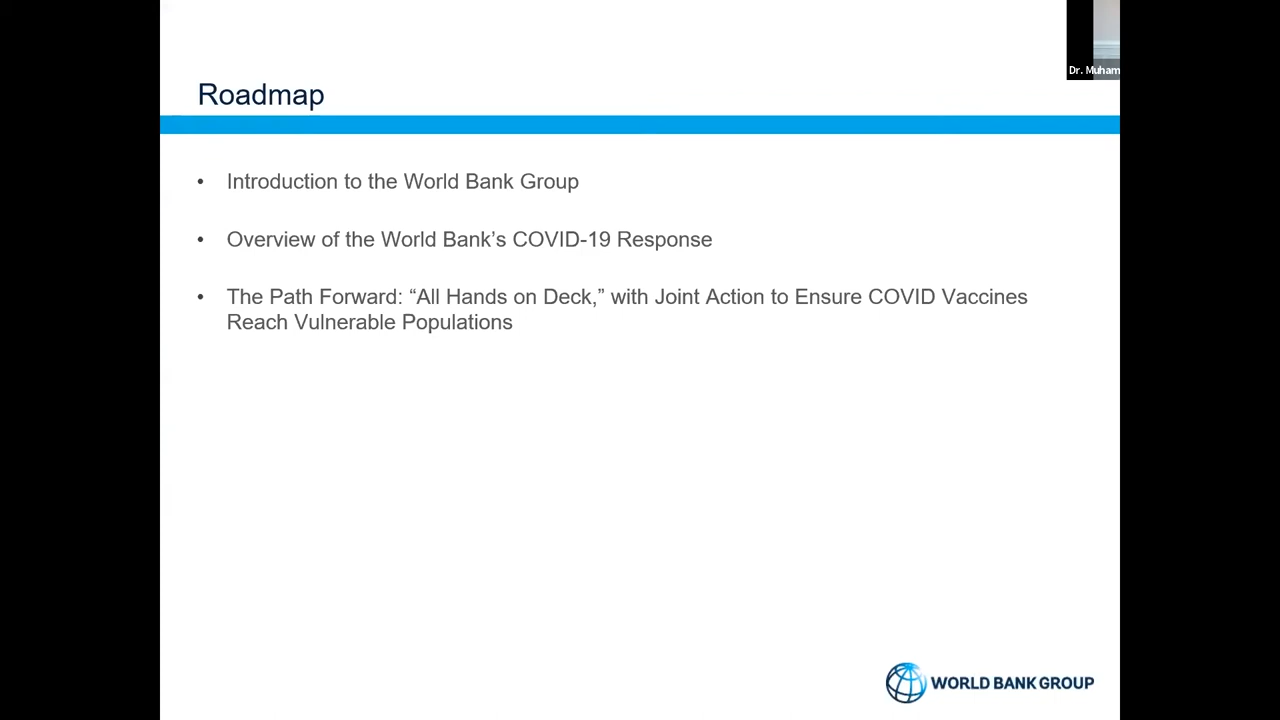 Dr. Muham
Roadmap
• Introduction to the World Bank Group
• Overview of the World Bank’s COVID-19 Response
• The Path Forward: “All Hands on Deck,” with Joint Action to Ensure COVID Vaccines
Reach Vulnerable Populations
WORLD BANK GROUP